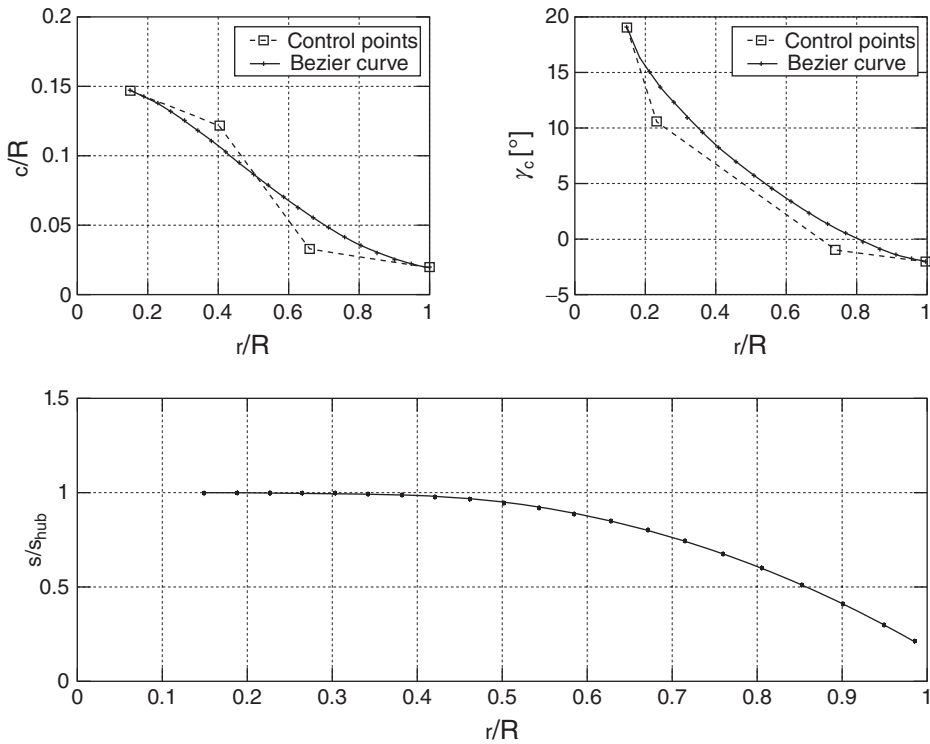 0.2
0.15
0.1
0.05
0
c/R
Control points
Bezier curve
0 0.2 0.4 0.6 0.8 1
r/R
20
15
10
5
0
−5
γc [°]
Control points
Bezier curve
0 0.2 0.4 0.6 0.8 1
r/R
1.5
1
0.5
0
s/shub
0 0.1 0.2 0.3 0.4 0.5 0.6 0.7 0.8 0.9 1
r/R